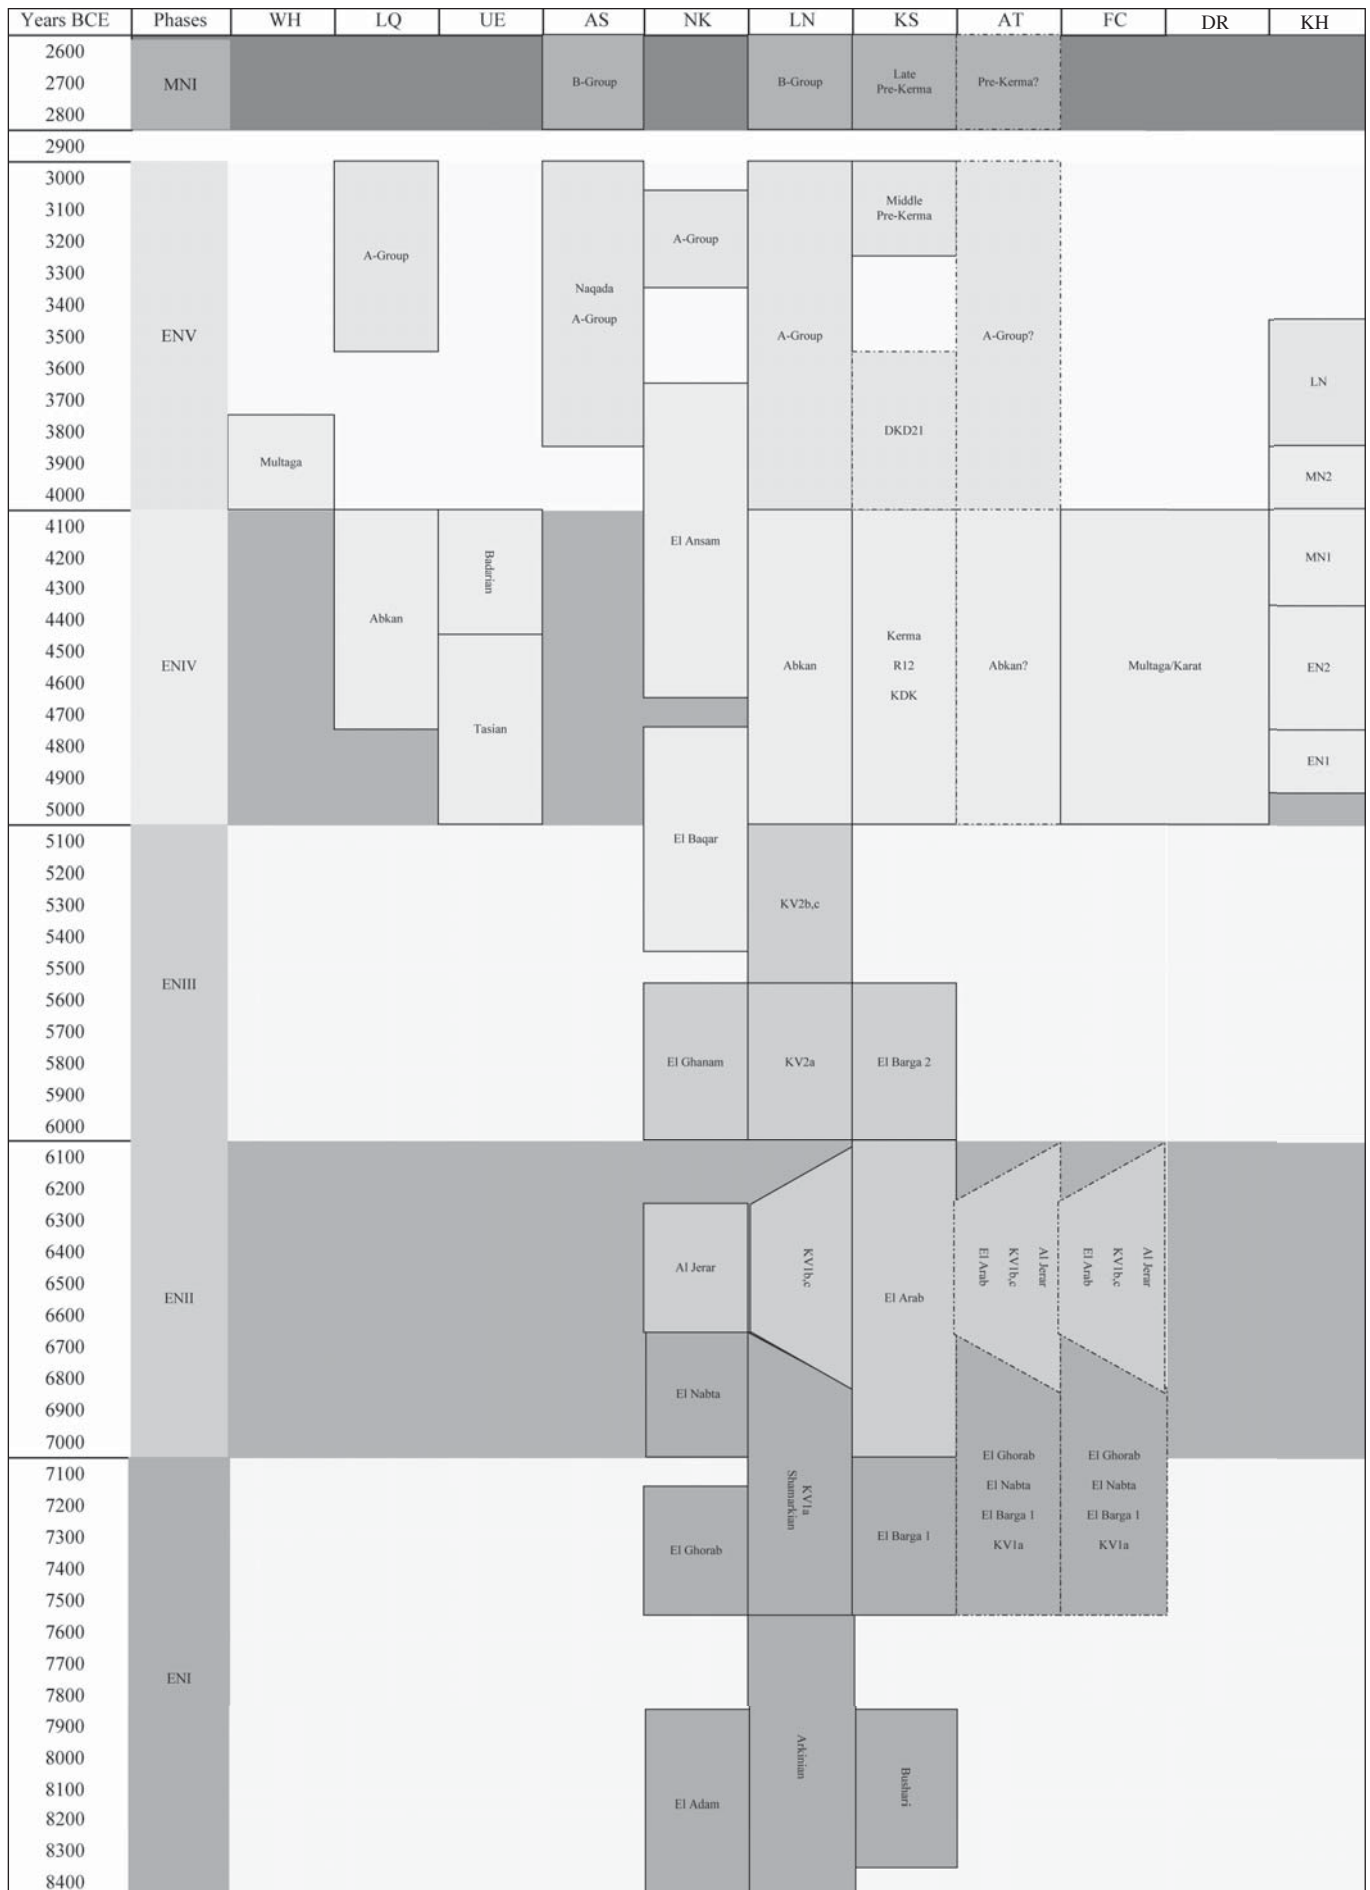 Years BCE Phases WH LQ UE AS NK LN KS AT FC DR KH
2600
2700 MNI B-Group B-Group Late Pre-Kerma Pre-Kerma?
2800
2900
3000
3100 Middle Pre-Kerma
3200 A-Group A-Group
3300 Naqada
3400 A-Group
3500 ENV A-Group A-Group?
3600 LN
3700
3800 DKD21
3900 Multaga MN2
4000
4100 El Ansam
4200 Badarian MN1
4300
4400 Abkan Kerma
4500 ENIV Abkan R12 Abkan? Multaga/Karat EN2
4600 KDK
4700 Tasian
4800 EN1
4900
5000
5100 El Baqar
5200
5300 KV2b,c
5400
5500 ENIII
5600
5700
5800 El Ghanam KV2a El Barga 2
5900
6000
6100
6200
6300
6400 Al Jerar KV1b,c El Arab KV1b,c Al Jerar El Arab KV1b,c Al Jerar
6500 ENII El Arab
6600
6700
6800 El Nabta
6900
7000 El Ghorab El Ghorab
7100 El Nabta El Nabta
7200 KV1a Shamarkian El Barga 1 El Barga 1
7300 El Ghorab El Barga 1 KV1a KV1a
7400
7500
7600
7700 ENI
7800
7900
8000 Arkinian
8100 El Adam Bushari
8200
8300
8400